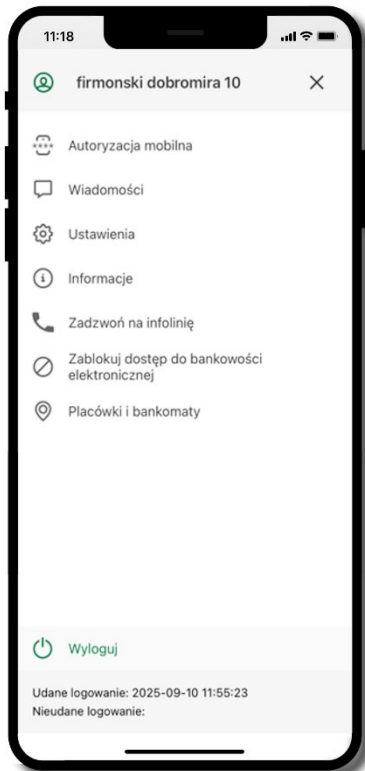 11:18
firmonski dobromira 10
Autoryzacja mobilna
Wiadomości
Ustawienia
Informacje
Zadzwoń na infolinię
Zablokuj dostęp do bankowości
elektronicznej
Placówki i bankomaty
Wyloguj
Udane logowanie: 2025-09-10 11:55:23
Nieudane logowanie: